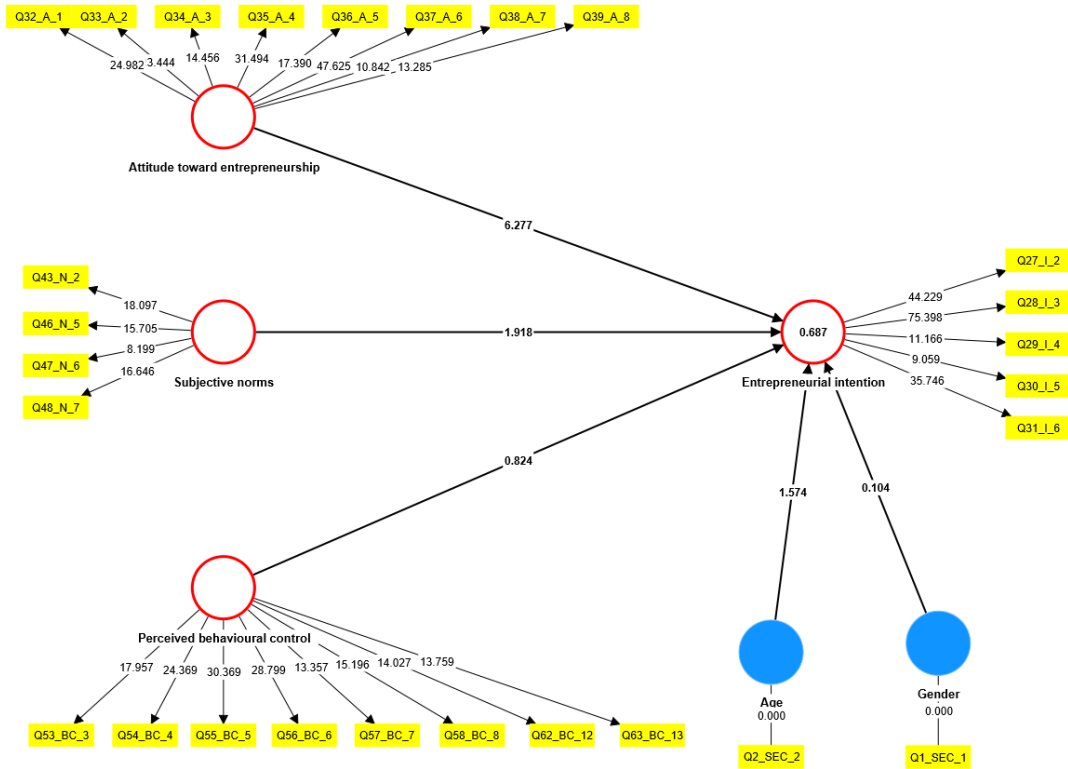 Q32_A_1 Q33_A_2 Q34_A_3 Q35_A_4 Q36_A_5 Q37_A_6 Q38_A_7 Q39_A_8
24.982 3.444 14.456 31.494 17.390 47.625 10.842 13.285
Attitude toward entrepreneurship
6.277
Q43_N_2
18.097
Q46_N_5
15.705
Q47_N_6
8.199
Q48_N_7
16.646
Subjective norms
1.918
0.687
Entrepreneurial intention
Q27_I_2
44.229
Q28_I_3
75.398
Q29_I_4
11.166
Q30_I_5
9.059
Q31_I_6
35.746
0.824
1.574
0.104
Perceived behavioural control
17.957 24.369 30.369 28.799 13.357 15.196 14.027 13.759
Q53_BC_3 Q54_BC_4 Q55_BC_5 Q56_BC_6 Q57_BC_7 Q58_BC_8 Q62_BC_12 Q63_BC_13
Age
0.000
Q2_SEC_2
Gender
0.000
Q1_SEC_1